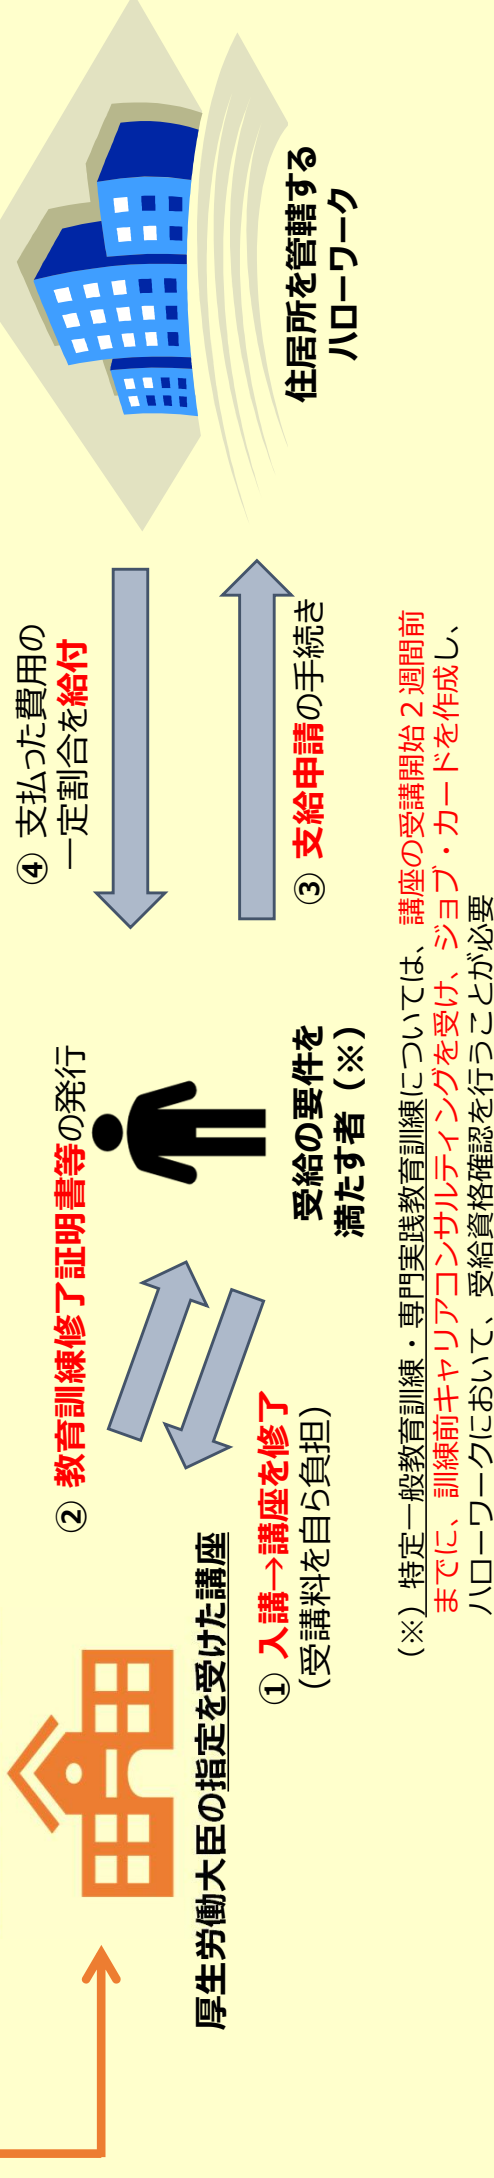 厚生労働大臣の指定を受けた講座
① 入講→講座を修了
（受講料を自ら負担）
② 教育訓練修了証明書等の発行
受給の要件を
満たす者（※）
③ 支給申請の手続き
④ 支払った費用の
一定割合を給付
住居所を管轄する
ハローワーク
（※）特定一般教育訓練・専門実践教育訓練については、講座の受講開始２週間前
までに、訓練前キャリアコンサルティングを受け、ジョブ・カードを作成し、
ハローワークにおいて、受給資格確認を行うことが必要